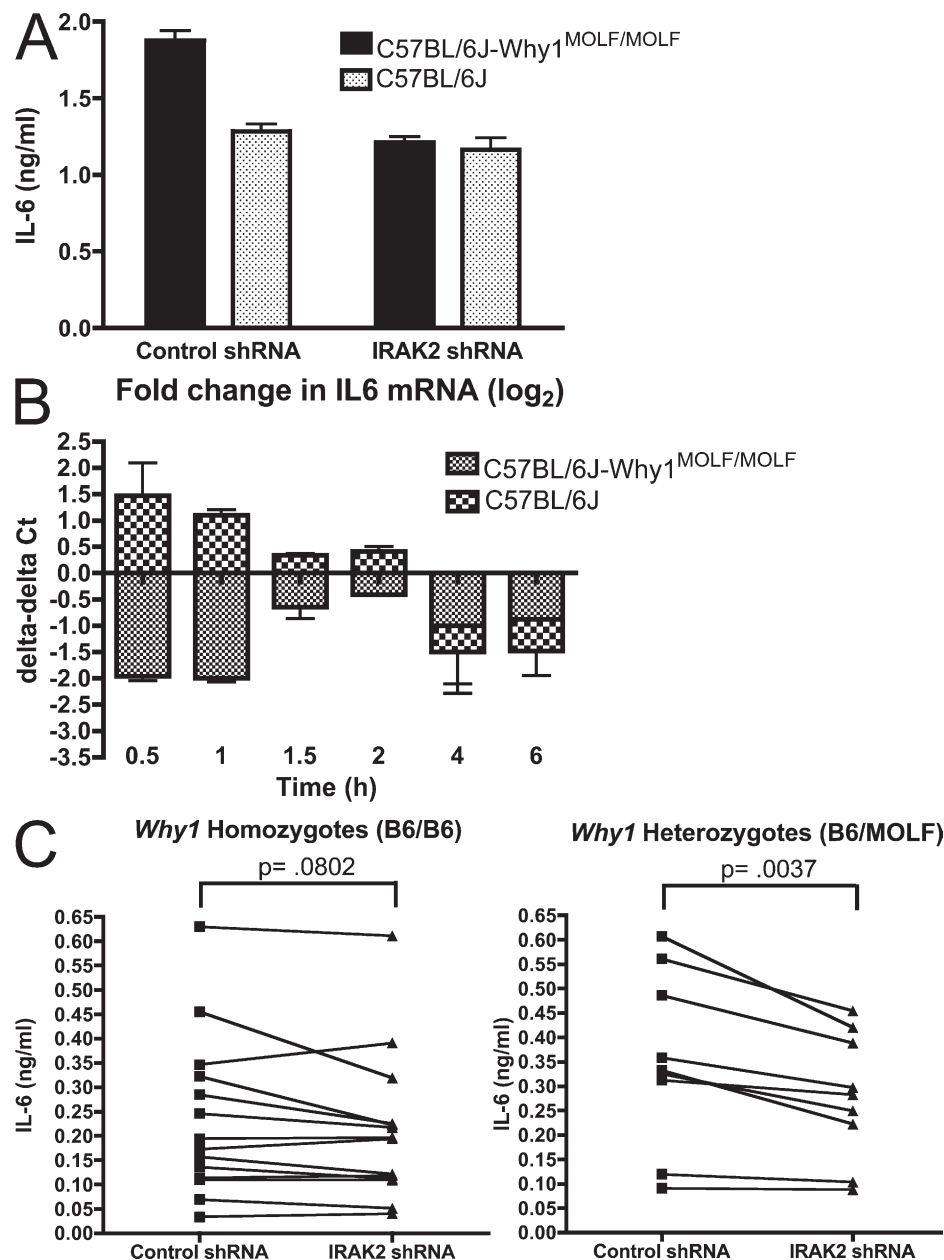 A
2.0
1.5
1.0
0.5
0.0
IL-6 (ng/ml)
C57BL/6J-Why1MOLF/MOLF
C57BL/6J
Control shRNA
IRAK2 shRNA
B
Fold change in IL6 mRNA (log2)
2.5
2.0
1.5
1.0
0.5
0.0
-0.5
-1.0
-1.5
-2.0
-2.5
-3.0
-3.5
delta-delta Ct
C57BL/6J-Why1MOLF/MOLF
C57BL/6J
0.5 1 1.5 2 4 6
Time (h)
C
Why1 Homozygotes (B6/B6)
p= .0802
0.65
0.60
0.55
0.50
0.45
0.40
0.35
0.30
0.25
0.20
0.15
0.10
0.05
0.00
IL-6 (ng/ml)
Control shRNA
IRAK2 shRNA
Why1 Heterozygotes (B6/MOLF)
p= .0037
0.65
0.60
0.55
0.50
0.45
0.40
0.35
0.30
0.25
0.20
0.15
0.10
0.05
0.00
IL-6 (ng/ml)
Control shRNA
IRAK2 shRNA